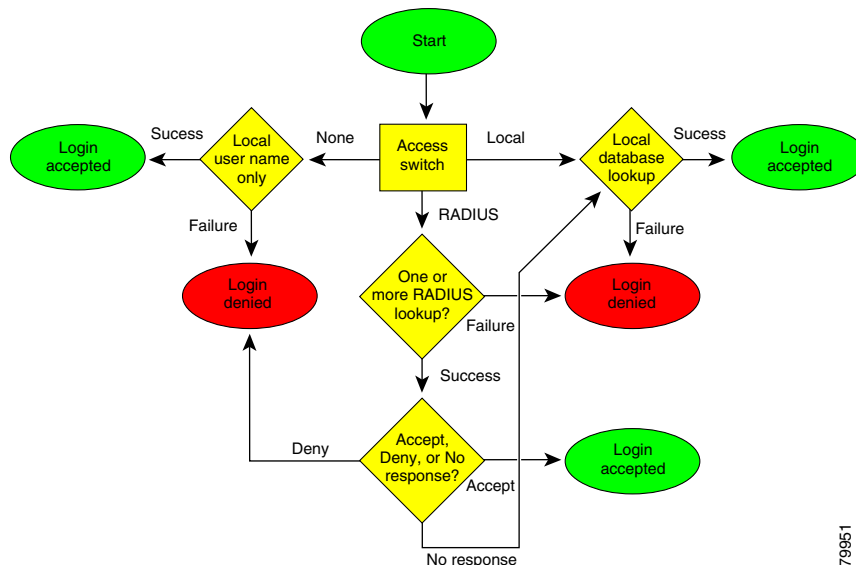 Start
Sucess
None
Local
Sucess
Login
accepted
Local
user name
only
Access
switch
Local
database
lookup
Login
accepted
RADIUS
Failure
Failure
Login
denied
One or
more RADIUS
lookup?
Failure
Login
denied
Success
Deny
Accept,
Deny, or No
response?
Accept
Login
accepted
No response
79951